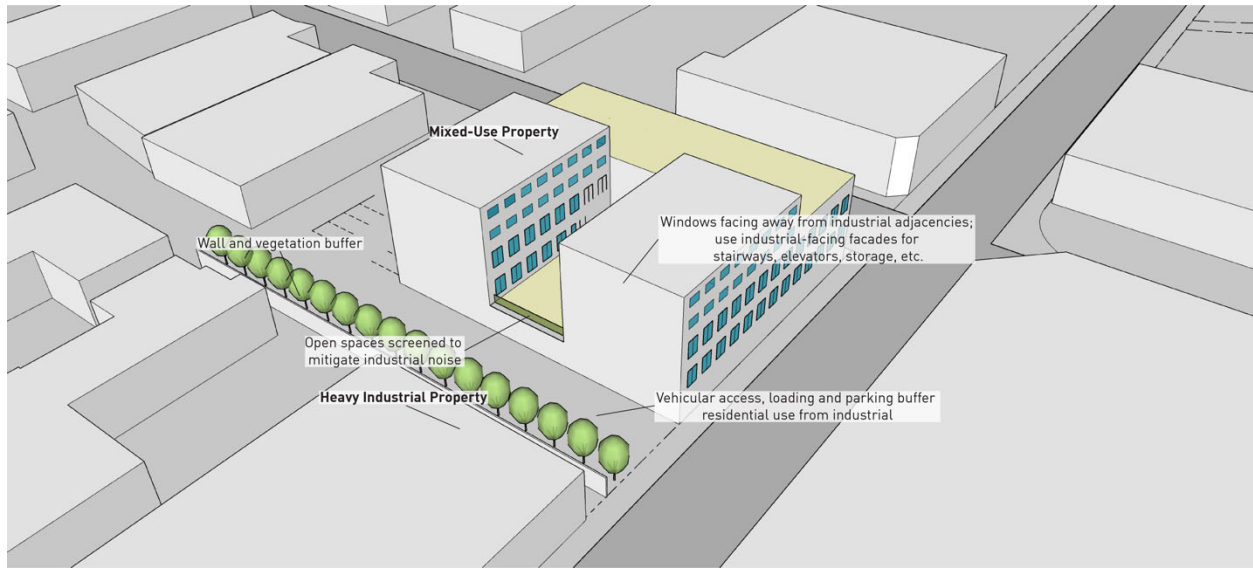 Mixed-Use Property
Windows facing away from industrial adjacencies;
use industrial-facing facades for
stairways, elevators, storage, etc.
Wall and vegetation buffer
Open spaces screened to
mitigate industrial noise
Heavy Industrial Property
Vehicular access, loading and parking buffer
residential use from industrial